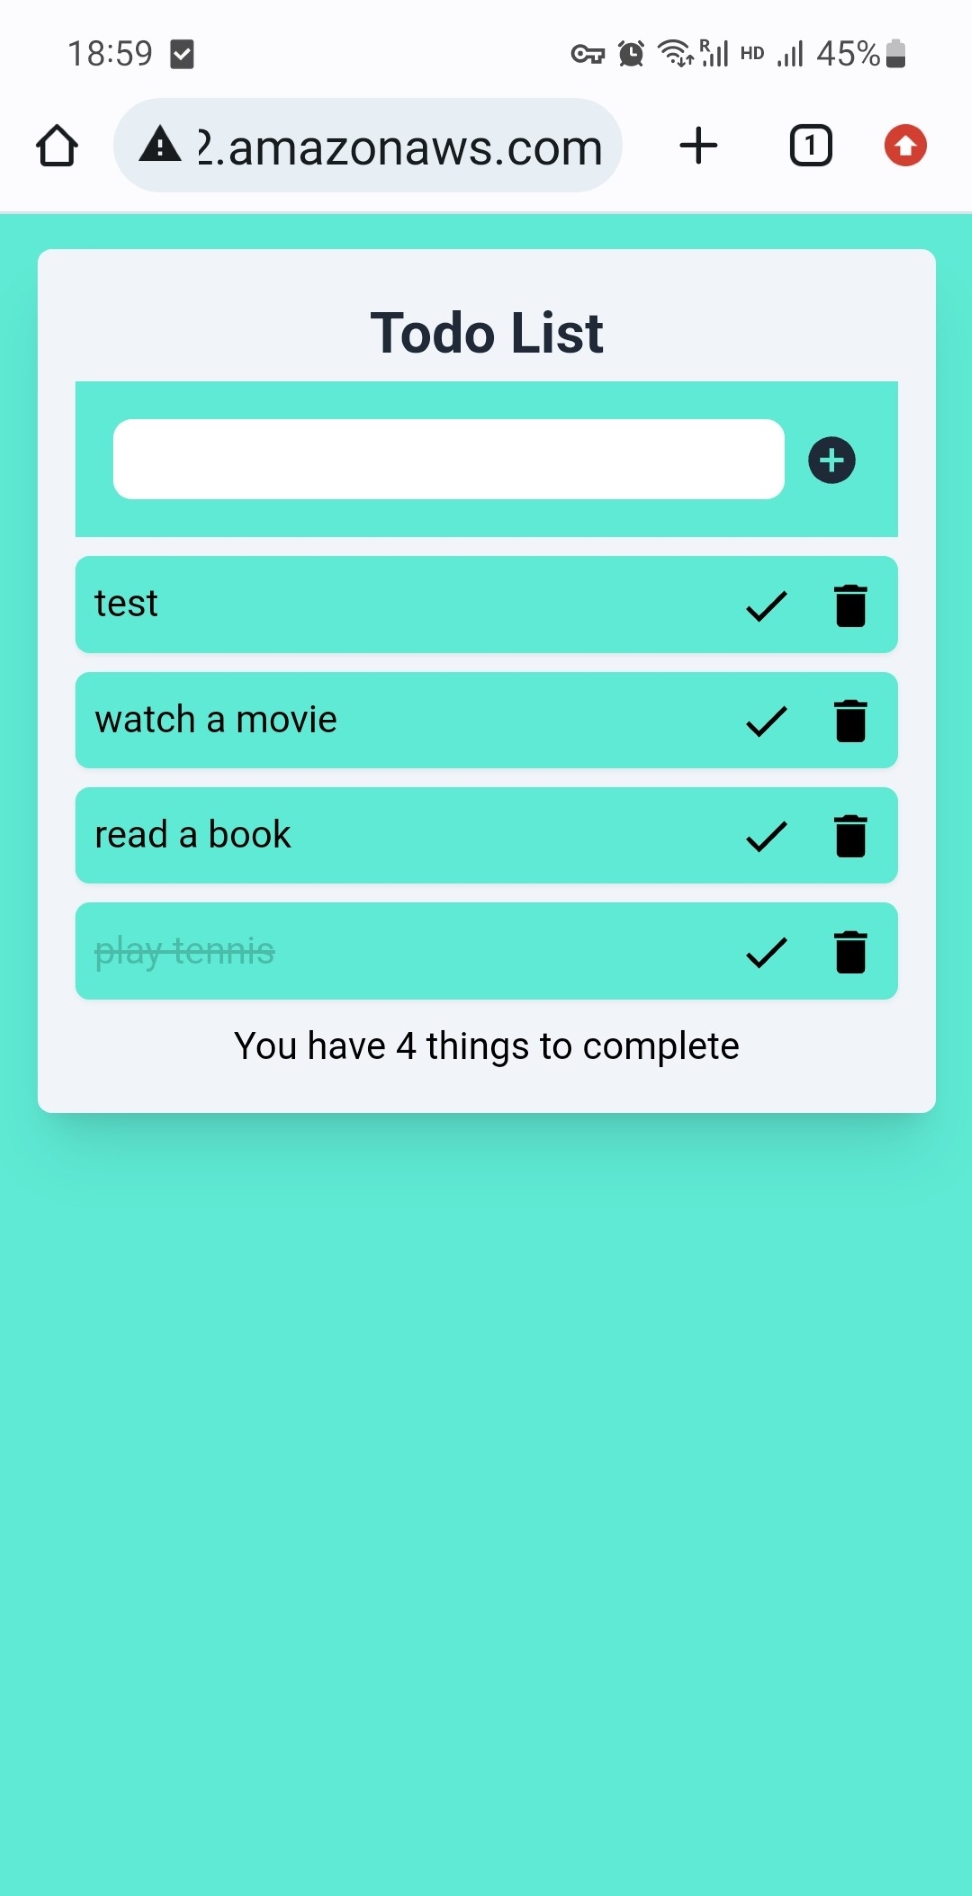 18:59
R HD 45%
2.amazonaws.com
1
Todo List
test
watch a movie
read a book
play tennis
You have 4 things to complete